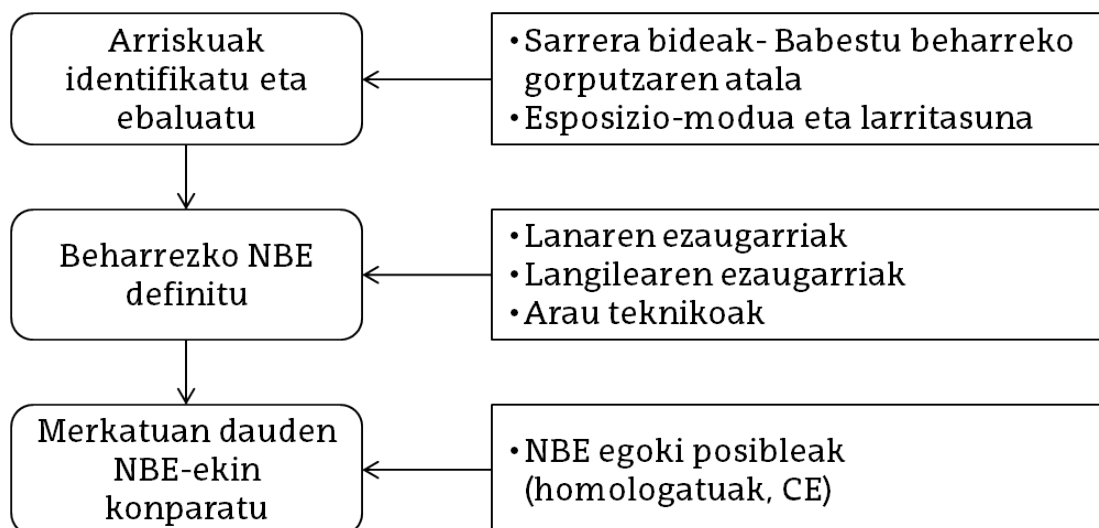 Arriskuak
identifikatu eta
ebaluatu
• Sarrera bideak- Babestu beharreko
gorputzaren atala
• Esposizio-modua eta larritasuna
Beharrezko NBE
definitu
• Lanaren ezaugarriak
• Langilearen ezaugarriak
• Arau teknikoak
Merkatuan dauden
NBE-ekin
konparatu
• NBE egoki posibleak
(homologatuak, CE)